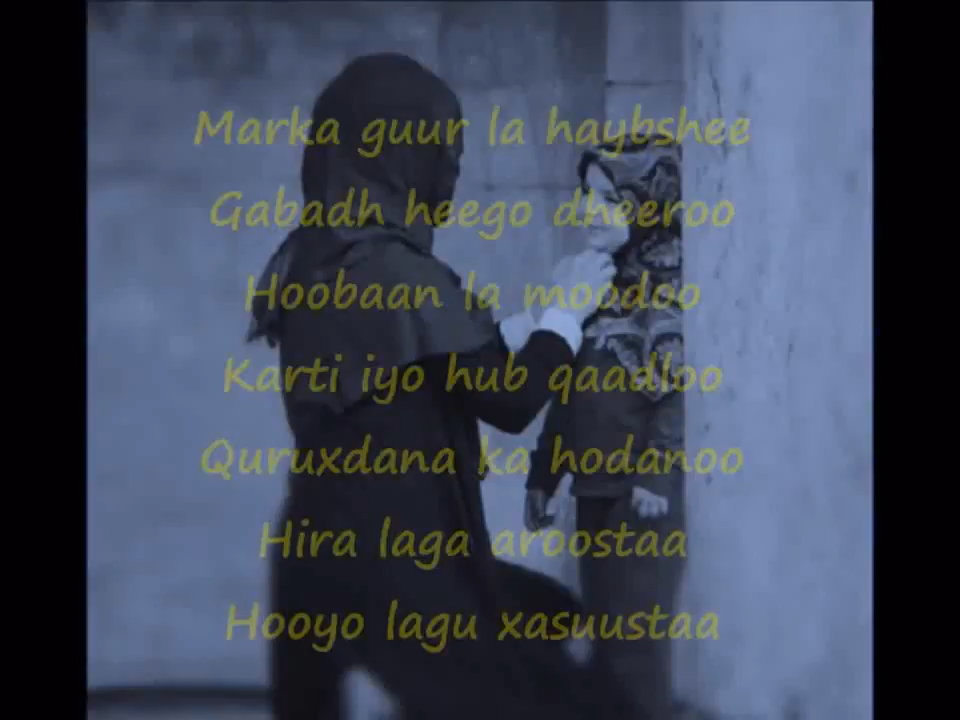 Marka guur la haybshee
Gabadh heego dheeroo
Hoobaan la moodoo
Karti iyo hub qaadloo
Quruxdana ka hodanoo
Hira laga aroostaa
Hooyo lagu xasuustaa